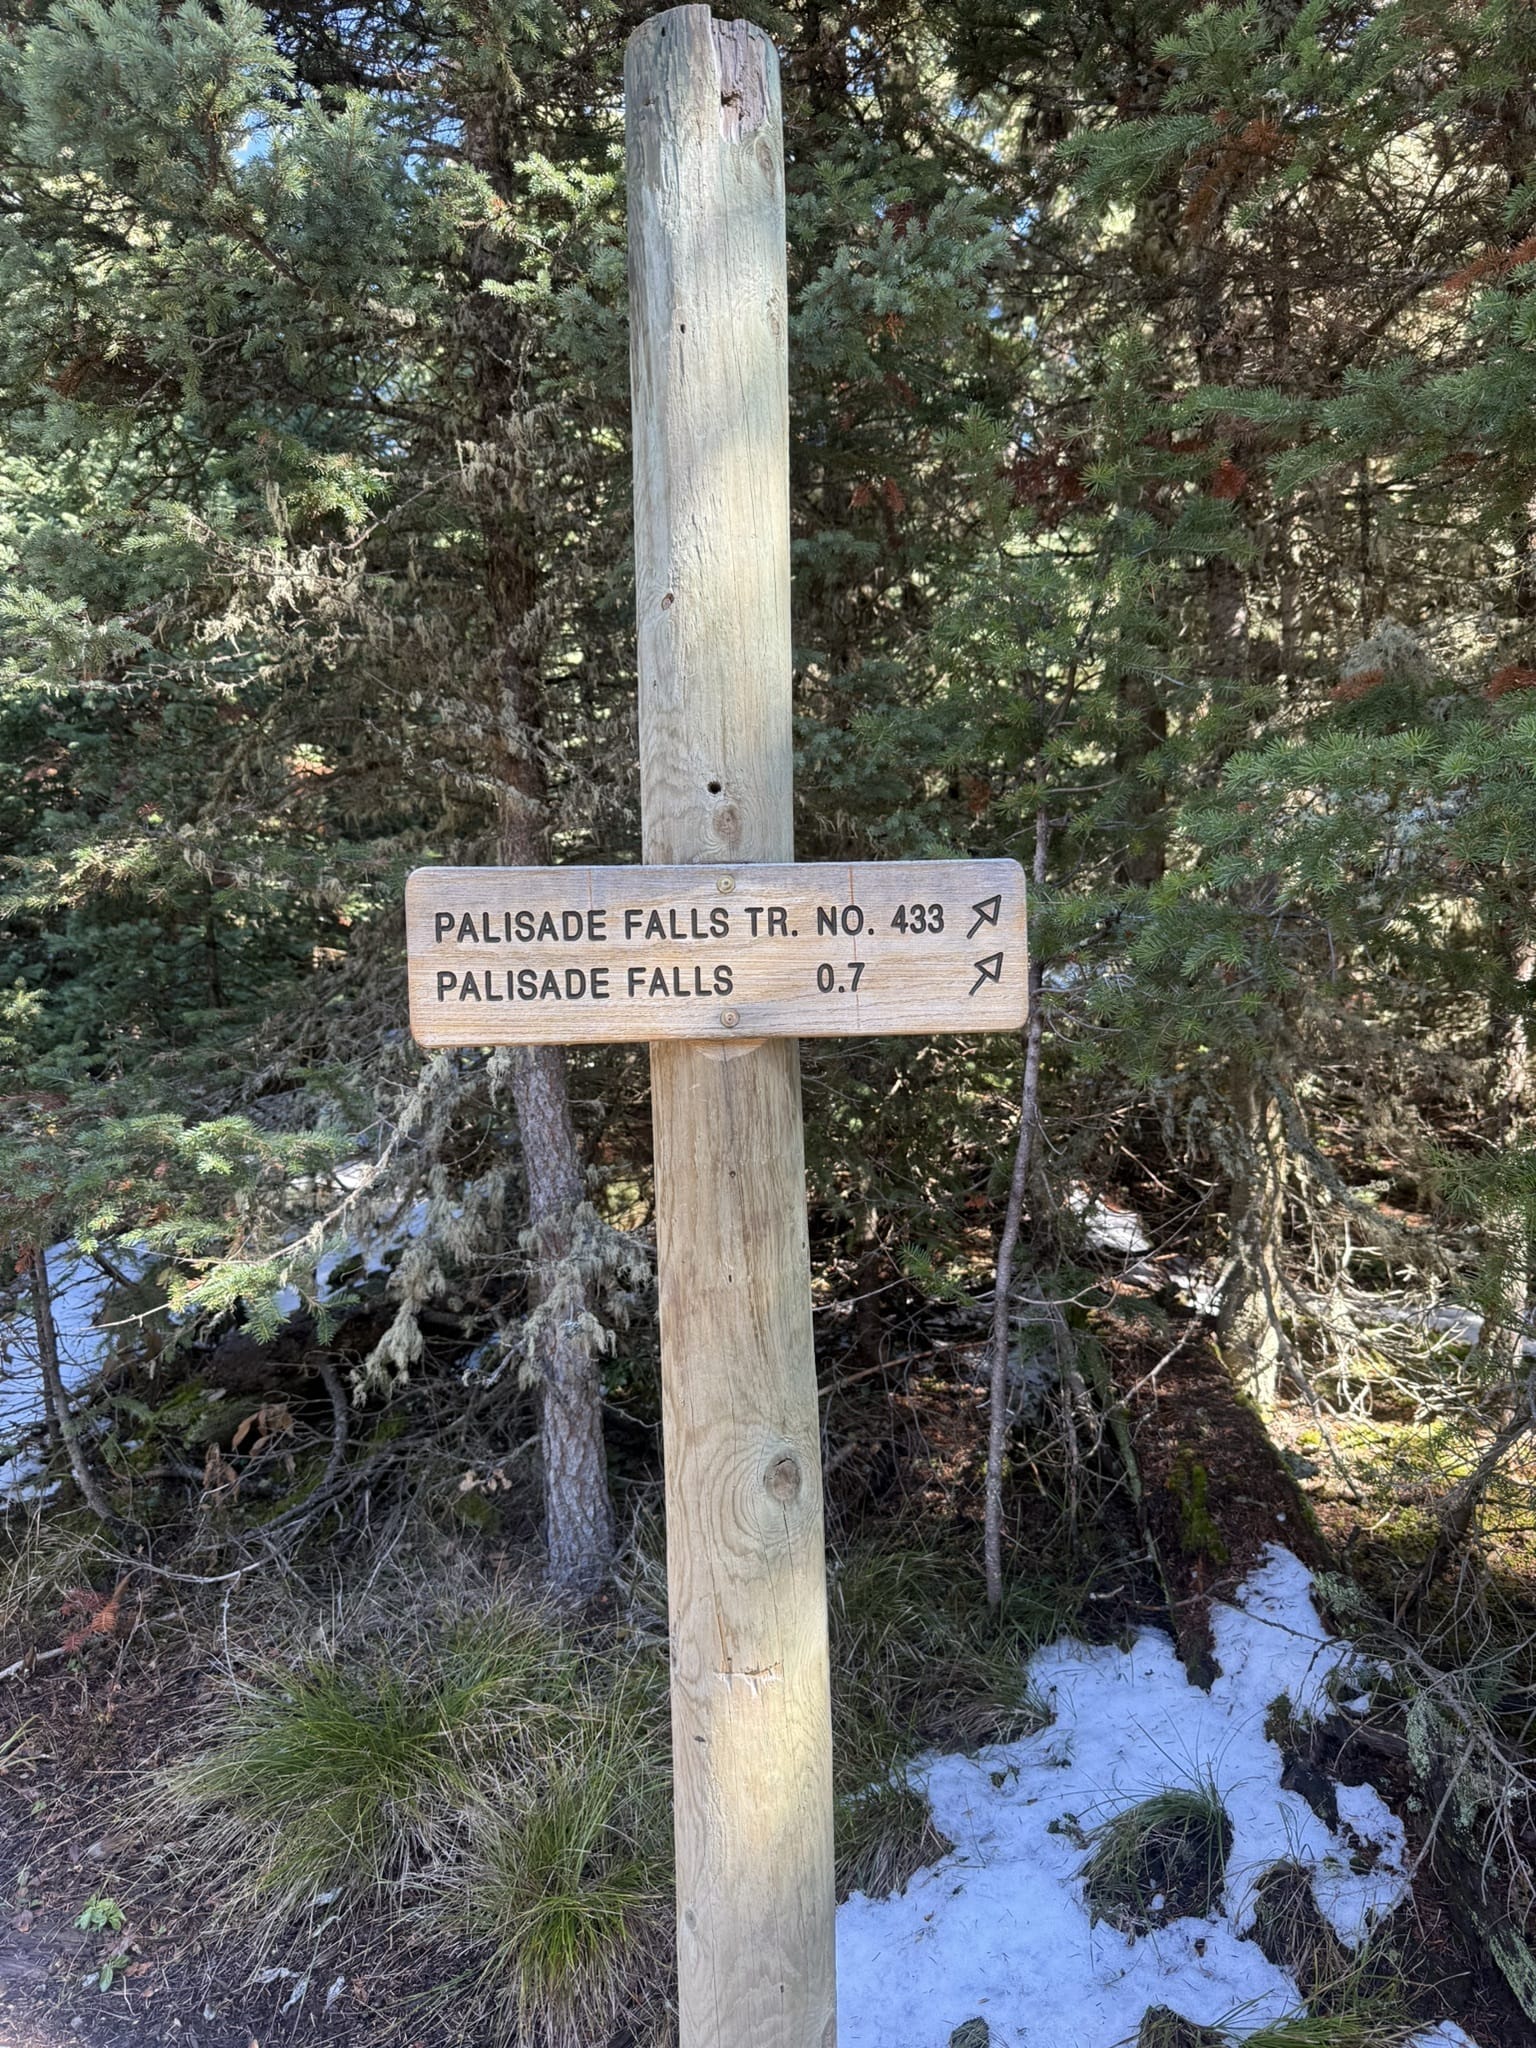 PALISADE FALLS TR. NO. 433
PALISADE FALLS 0.7